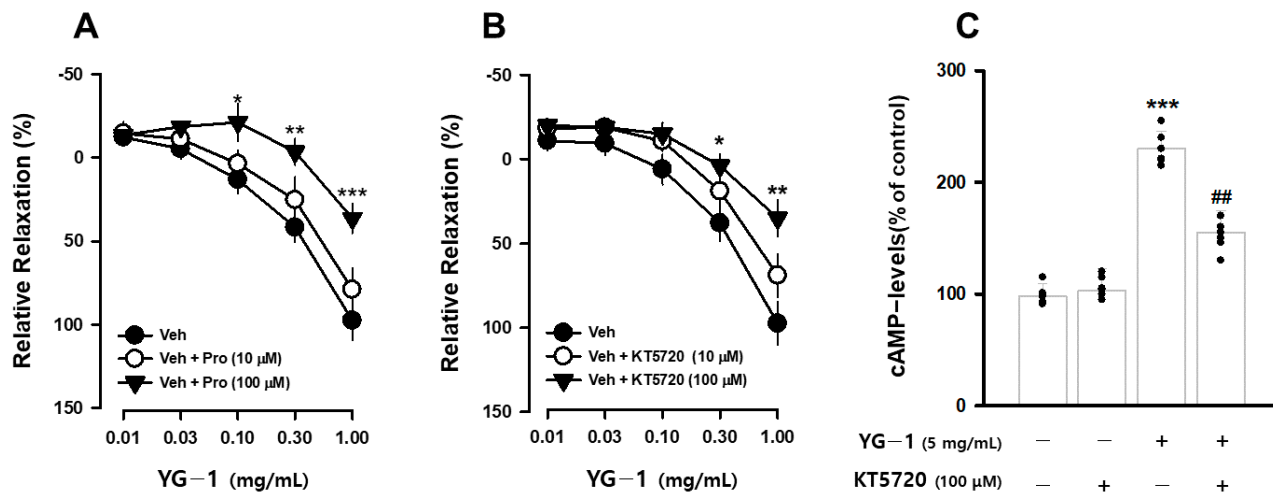 A
B
C
Relative Relaxation (%)
-50
0
50
100
150
*
**
***
Veh
Veh + Pro (10 μM)
Veh + Pro (100 μM)
0.01 0.03 0.10 0.30 1.00
YG−1 (mg/mL)
Relative Relaxation (%)
-50
0
50
100
150
*
**
Veh
Veh + KT5720 (10 μM)
Veh + KT5720 (100 μM)
0.01 0.03 0.10 0.30 1.00
YG−1 (mg/mL)
cAMP−levels(% of control)
300
200
100
0
***
##
YG−1 (5 mg/mL) − − + +
KT5720 (100 μM) − + − +